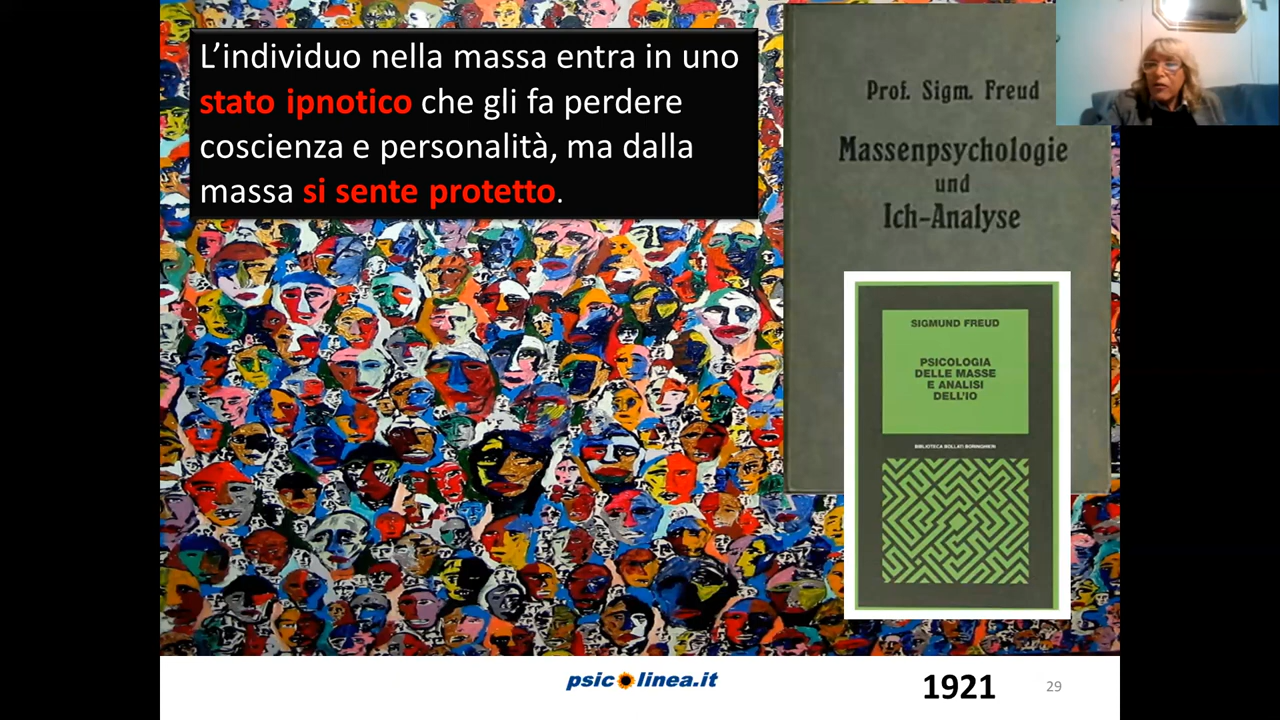 L’individuo nella massa entra in uno
stato ipnotico che gli fa perdere
coscienza e personalità, ma dalla
massa si sente protetto.
Prof. Sigm. Freud
Massenpsychologie
und
Ich-Analyse
SIGMUND FREUD
PSICOLOGIA
DELLE MASSE
E ANALISI
DELL'IO
BIBLIOTECA BOLLATI BORINGHIERI
psicolinea.it
1921
29